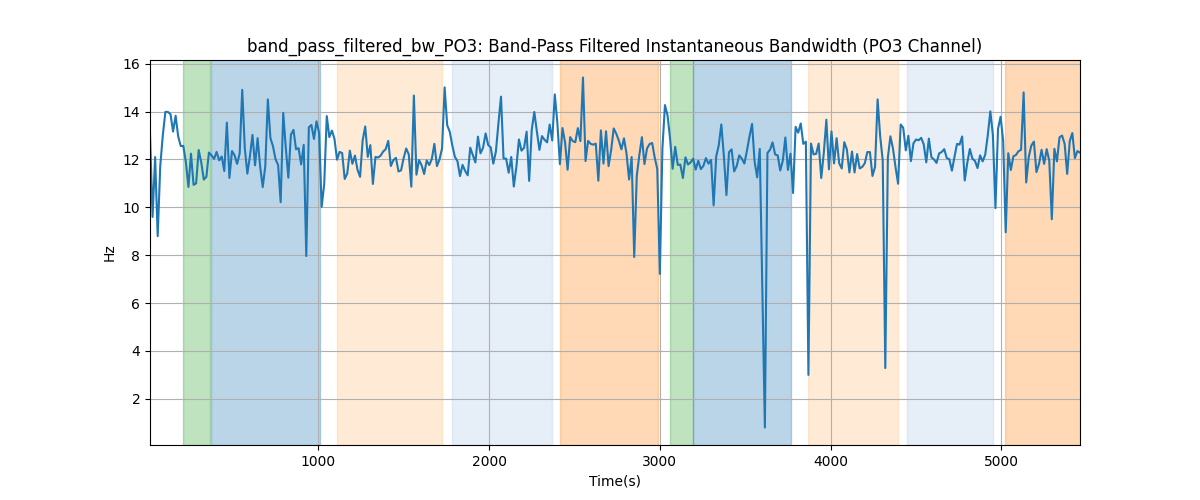 band_pass_filtered_bw_PO3: Band-Pass Filtered Instantaneous Bandwidth (PO3 Channel)
16
14
12
10
8
6
4
2
Hz
1000 2000 3000 4000 5000
Time(s)